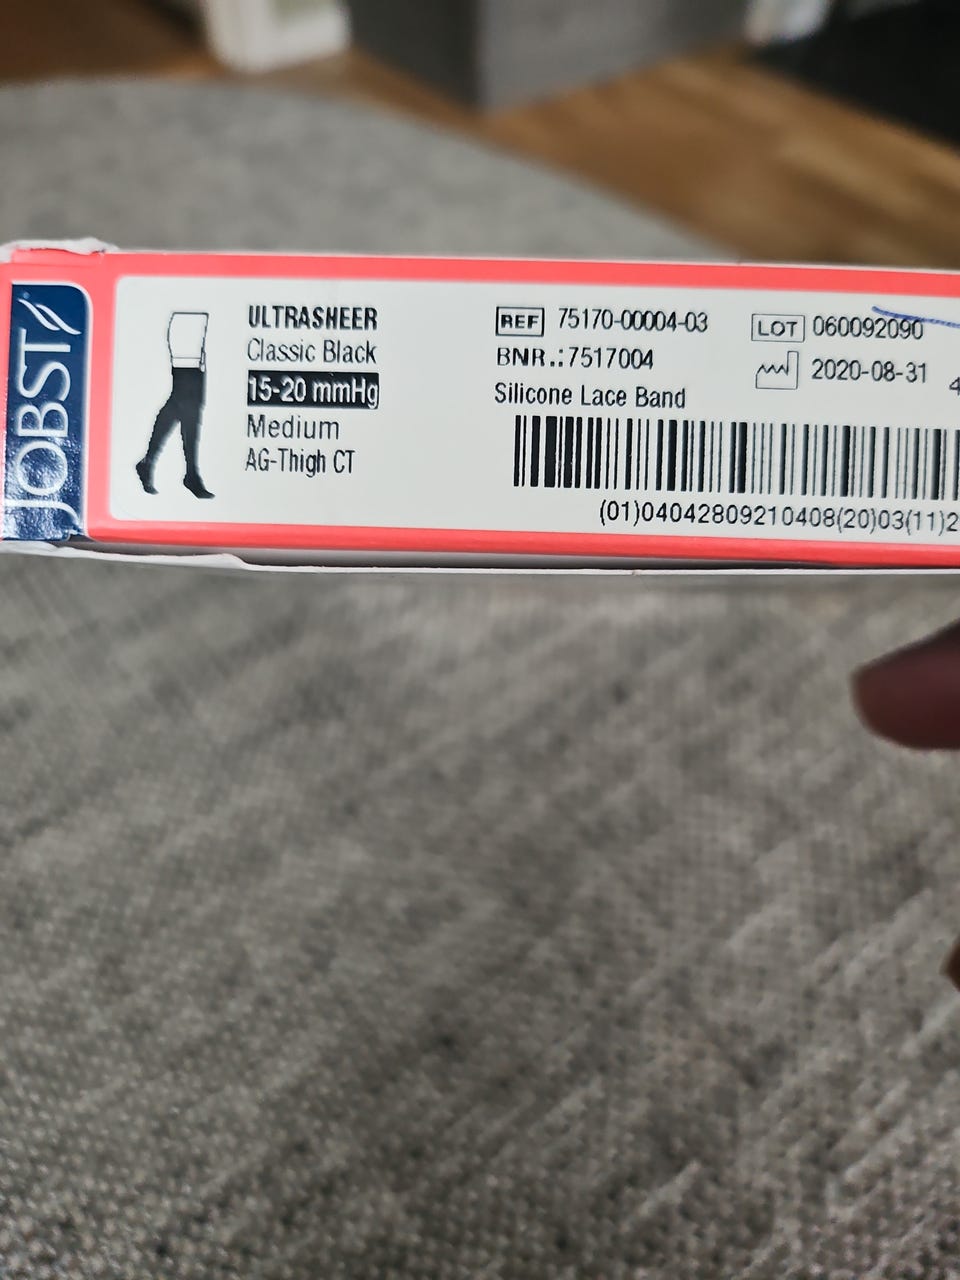 JOBST
ULTRASHEER
Classic Black
15-20 mmHg
Medium
AG-Thigh CT
REF 75170-00004-03
BNR.:7517004
Silicone Lace Band
LOT 060092090
2020-08-31
4
(01)04042809210408(20)03(11)2